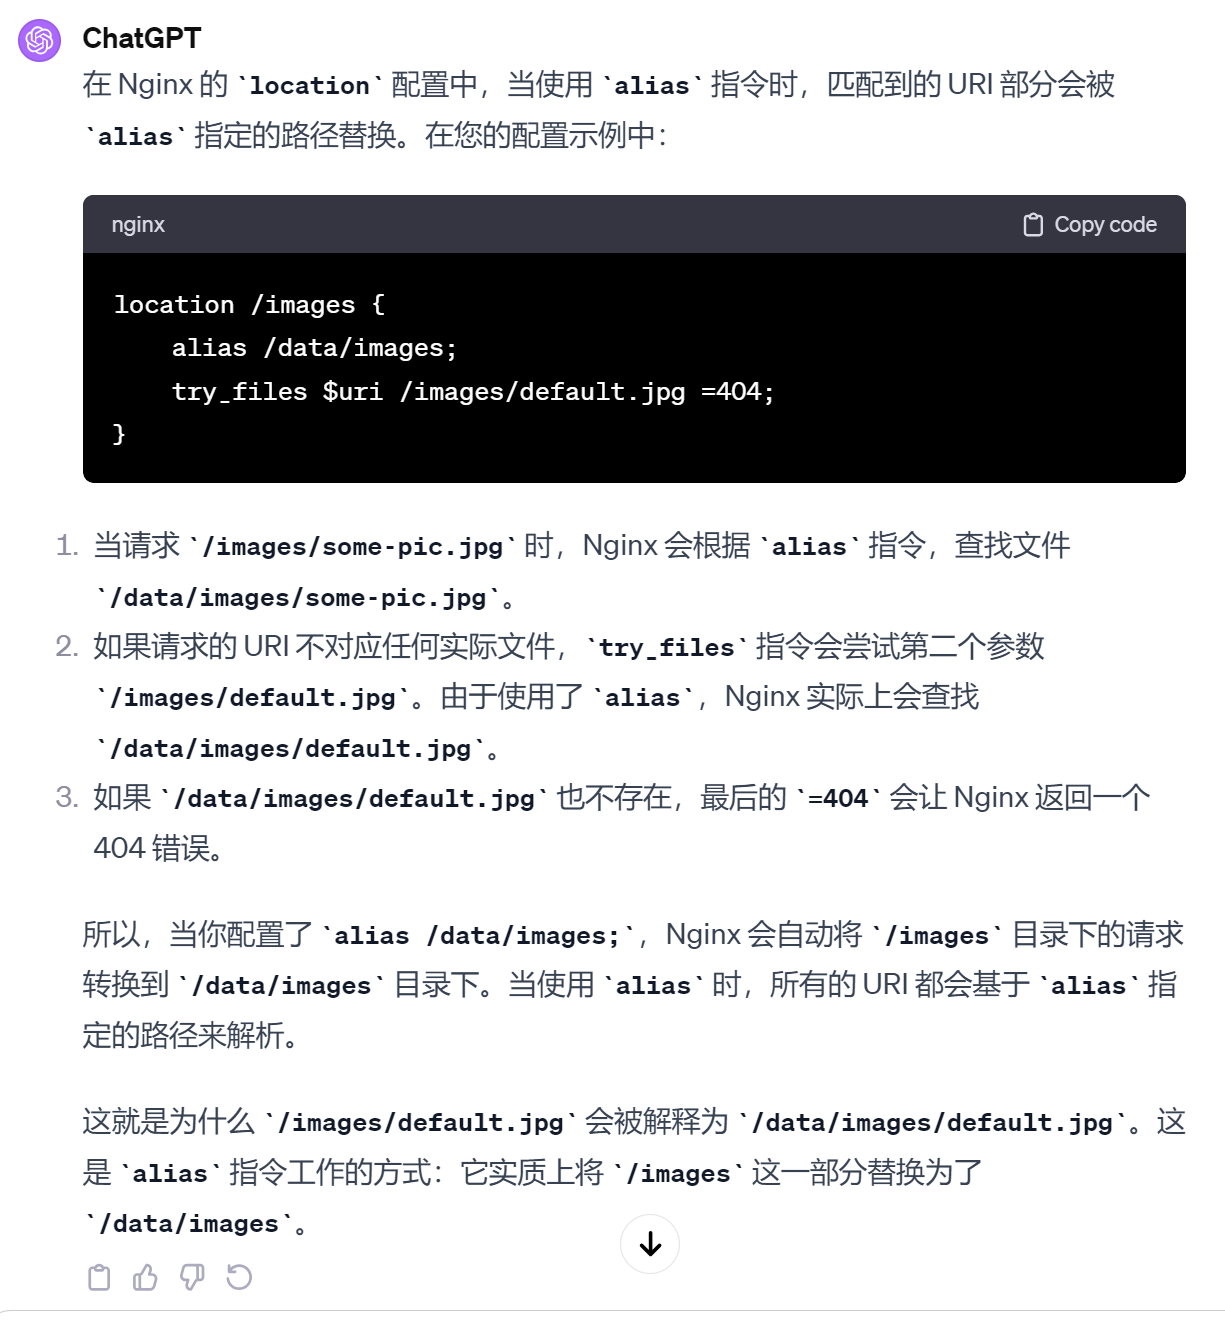 ChatGPT
在 Nginx 的 `location` 配置中，当使用 `alias` 指令时，匹配到的 URI 部分会被
`alias` 指定的路径替换。在您的配置示例中：
nginx
Copy code
location /images {
    alias /data/images;
    try_files $uri /images/default.jpg =404;
}
1. 当请求 `/images/some-pic.jpg` 时，Nginx 会根据 `alias` 指令，查找文件
`/data/images/some-pic.jpg`。
2. 如果请求的 URI 不对应任何实际文件，`try_files` 指令会尝试第二个参数
`/images/default.jpg`。由于使用了 `alias`，Nginx 实际上会查找
`/data/images/default.jpg`。
3. 如果 `/data/images/default.jpg` 也不存在，最后的 `=404` 会让 Nginx 返回一个
404 错误。
所以，当你配置了 `alias /data/images;`，Nginx 会自动将 `/images` 目录下的请求
转换到 `/data/images` 目录下。当使用 `alias` 时，所有的 URI 都会基于 `alias` 指
定的路径来解析。
这就是为什么 `/images/default.jpg` 会被解释为 `/data/images/default.jpg`。这
是 `alias` 指令工作的方式：它实质上将 `/images` 这一部分替换为了
`/data/images`。